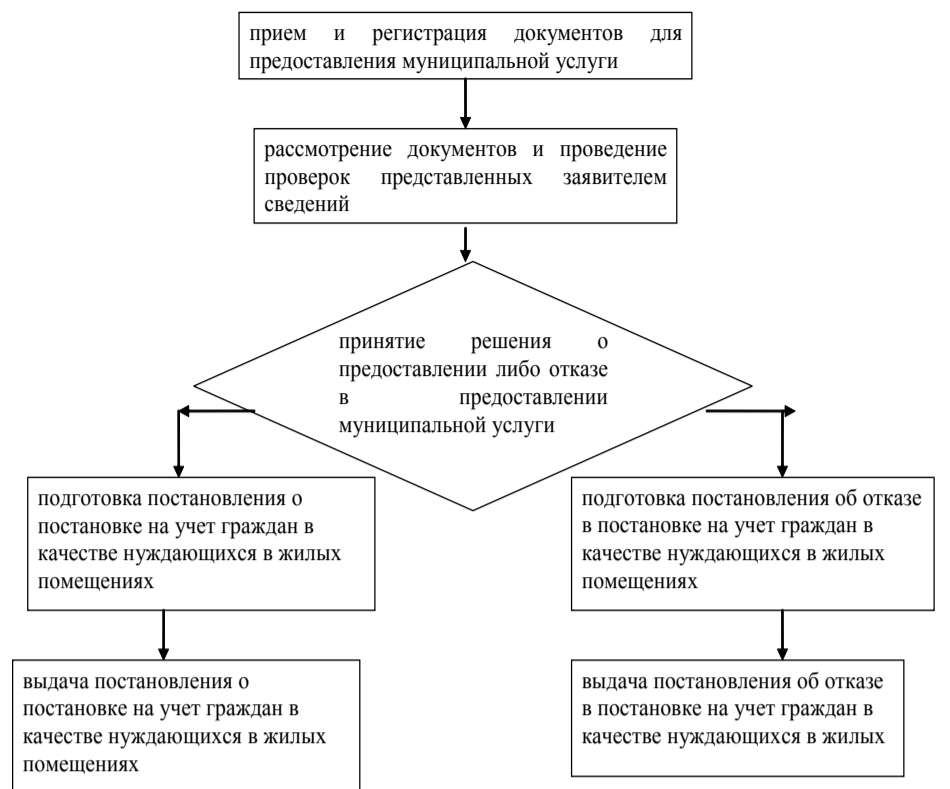 прием и регистрация документов для
предоставления муниципальной услуги
рассмотрение документов и проведение
проверок представленных заявителем
сведений
принятие решения о
предоставлении либо отказе
в предоставлении
муниципальной услуги
подготовка постановления о
постановке на учет граждан в
качестве нуждающихся в жилых
помещениях
подготовка постановления об отказе
в постановке на учет граждан в
качестве нуждающихся в жилых
помещениях
выдача постановления о
постановке на учет граждан в
качестве нуждающихся в жилых
помещениях
выдача постановления об отказе
в постановке на учет граждан в
качестве нуждающихся в жилых